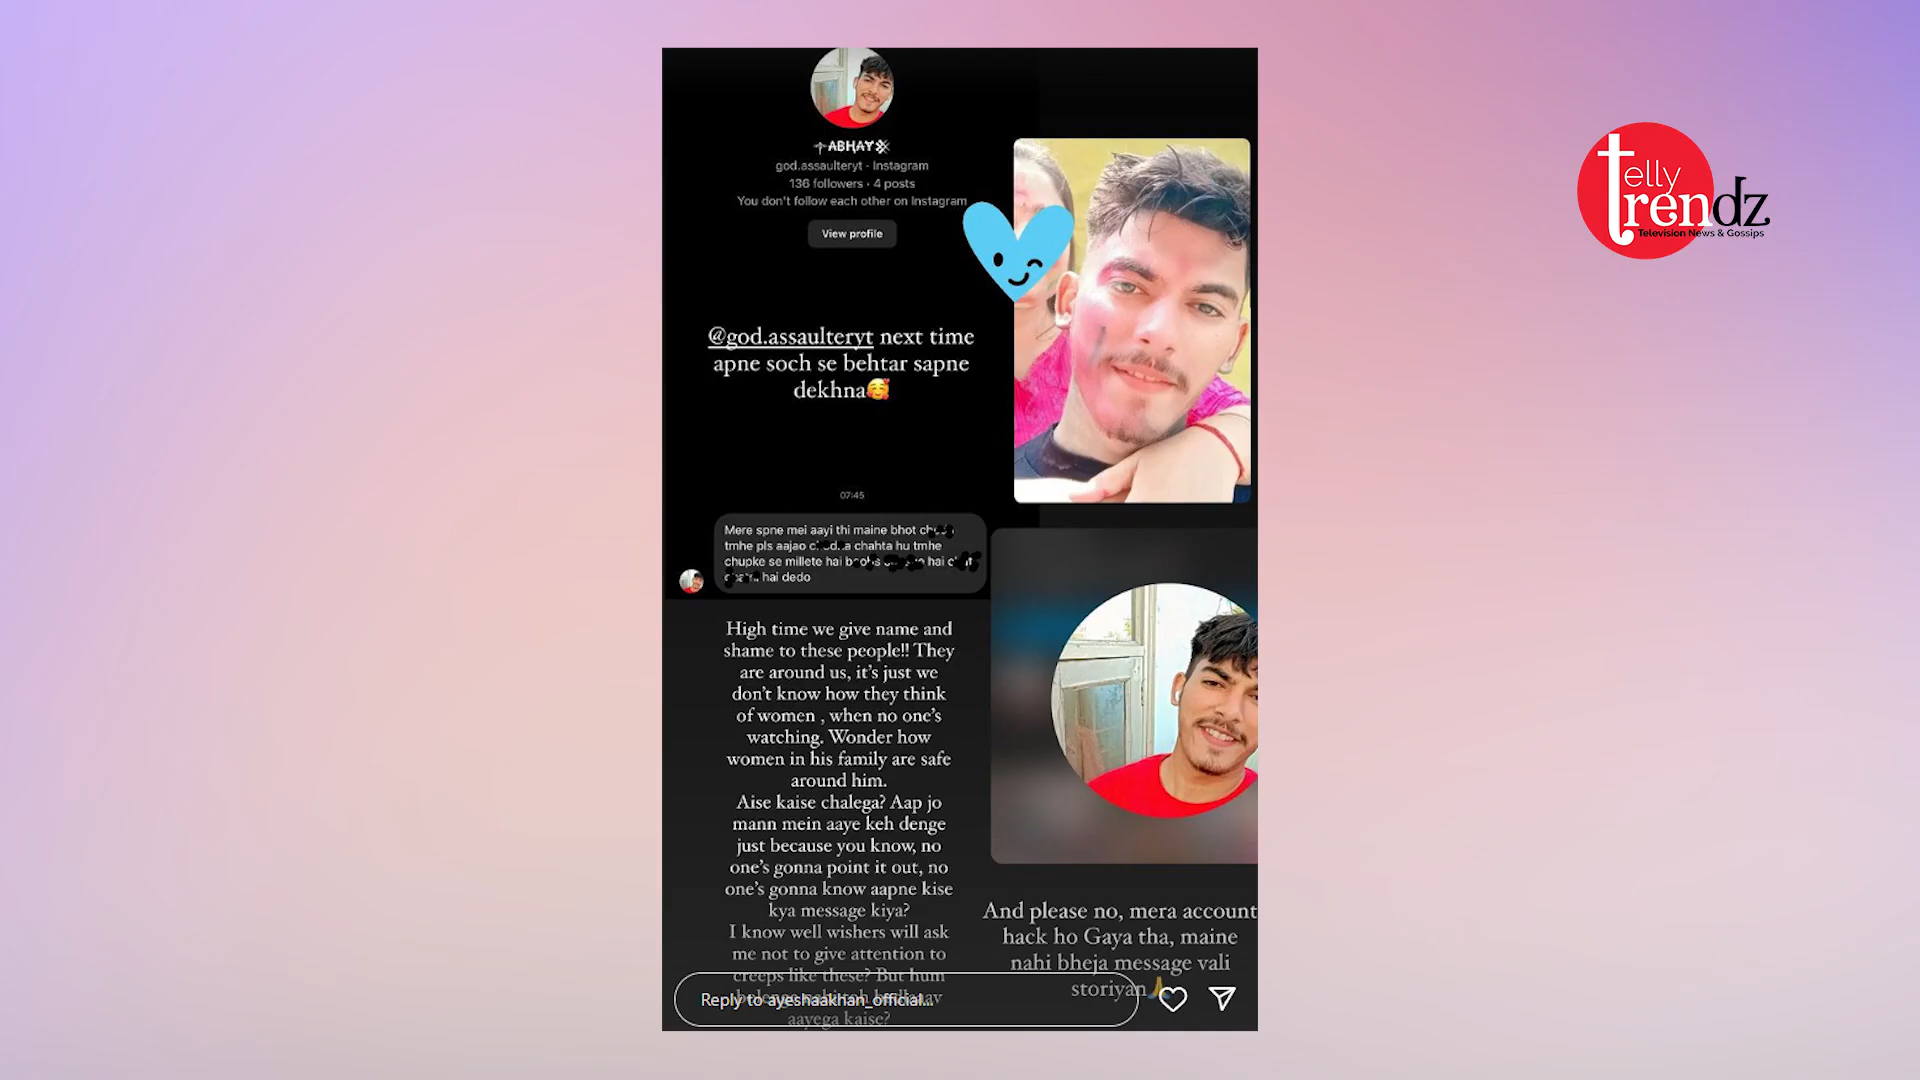 ABHAY
god.assaulteryt · Instagram
136 followers · 4 posts
You don't follow each other on Instagram
View profile
@god.assaulteryt next time
apne soch se behtar sapne
dekhna🥰
07:45
Mere spne mei aayi thi maine bhot
tmhe pls aajao chahta hu tmhe
chupke se millete hai hai
hai dedo
High time we give name and
shame to these people!! They
are around us, it's just we
don't know how they think
of women , when no one's
watching. Wonder how
women in his family are safe
around him.
Aise kaise chalega? Aap jo
mann mein aaye keh denge
just because you know, no
one's gonna point it out, no
one's gonna know aapne kise
kya message kiya?
I know well wishers will ask
me not to give attention to
creeps like these? But hum
aayega kaise?
Reply to ayeshaakhan_official...
And please no, mera account
hack ho Gaya tha, maine
nahi bheja message vali
storiyan🙏
telly
trendz
Television News & Gossips